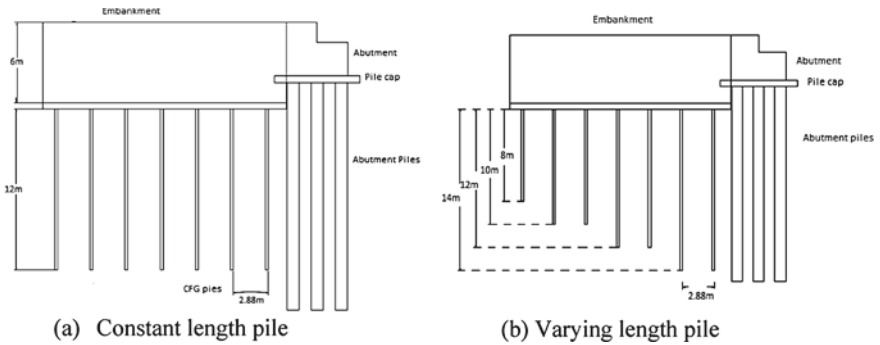 Embankment
6m
Abutment
Pile cap
12m
Abutment Piles
CFG pies
2.88m
(a) Constant length pile
Embankment
Abutment
Pile cap
8m
10m
12m
14m
Abutment piles
2.88m
(b) Varying length pile